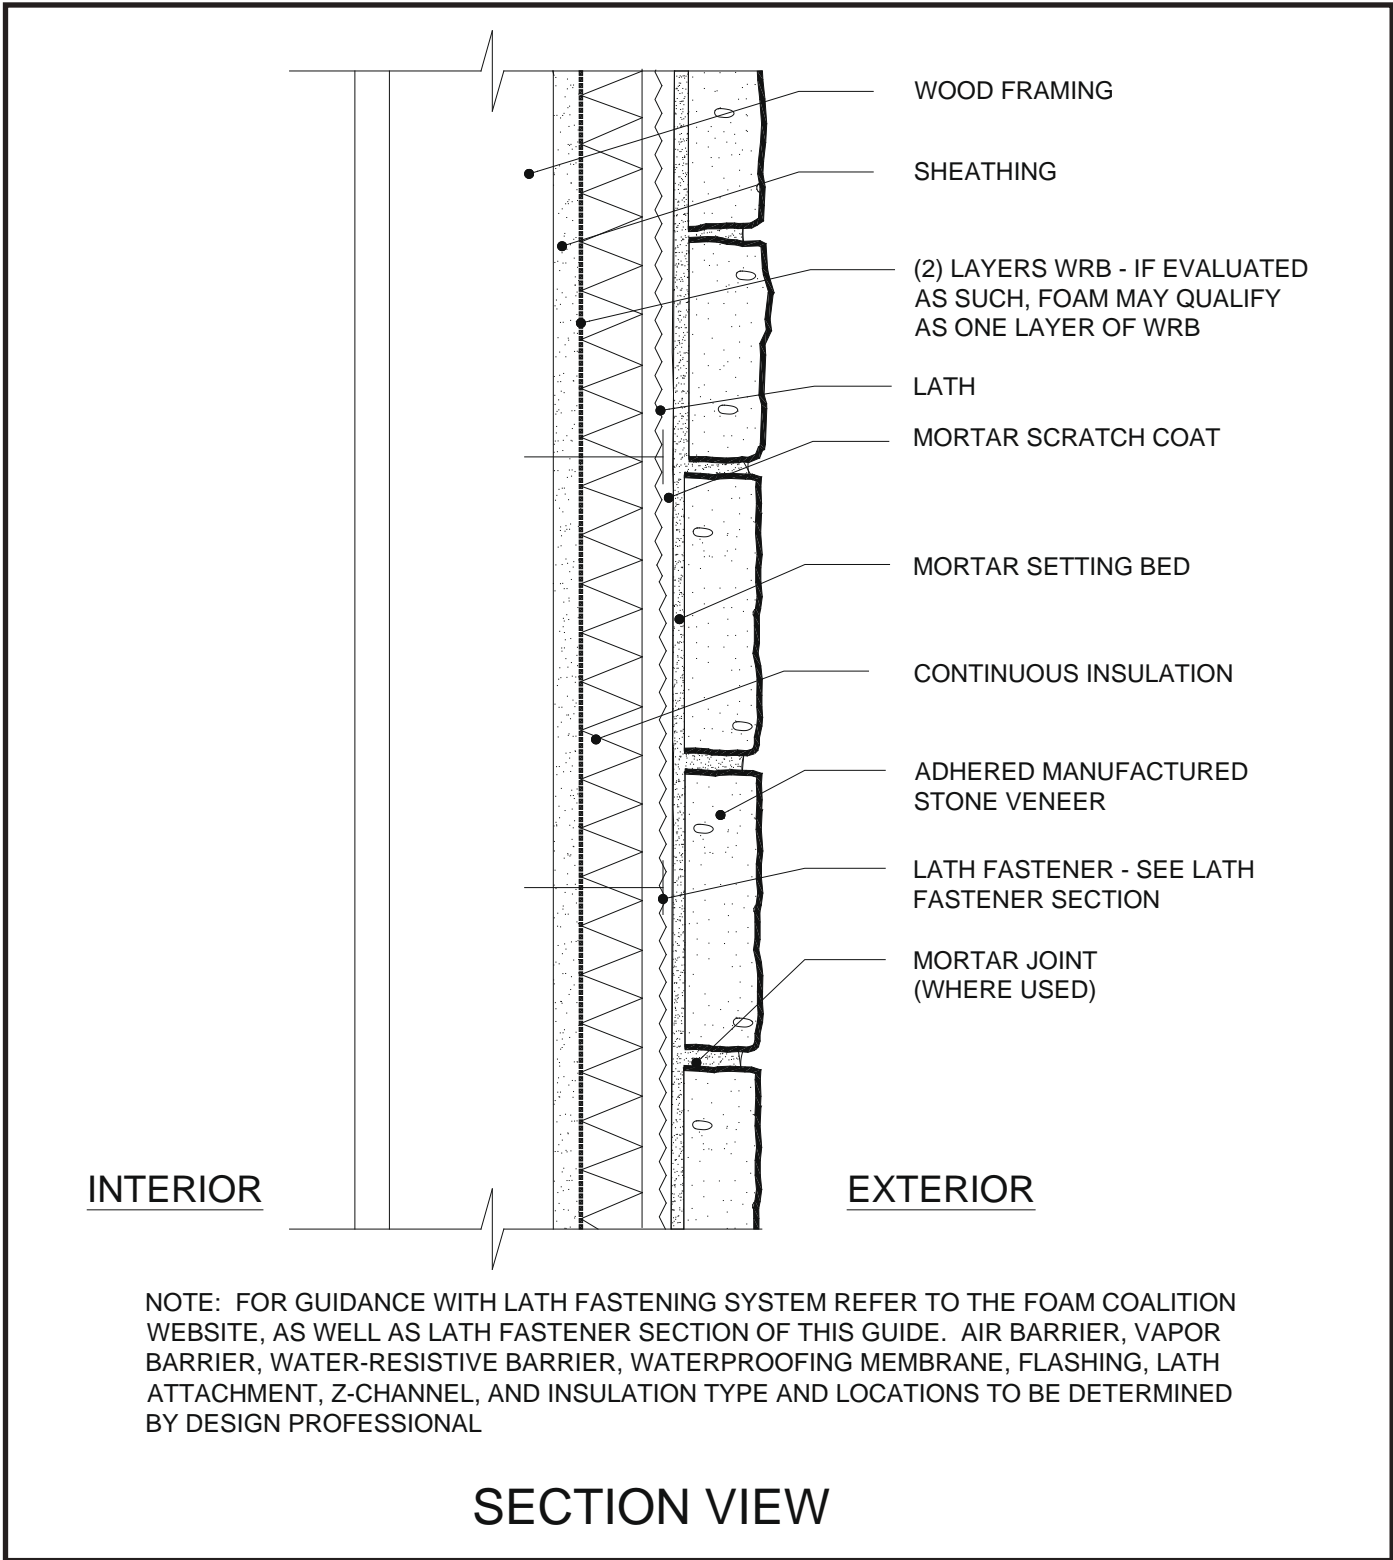 WOOD FRAMING
SHEATHING
(2) LAYERS WRB - IF EVALUATED
AS SUCH, FOAM MAY QUALIFY
AS ONE LAYER OF WRB
LATH
MORTAR SCRATCH COAT
MORTAR SETTING BED
CONTINUOUS INSULATION
ADHERED MANUFACTURED
STONE VENEER
LATH FASTENER - SEE LATH
FASTENER SECTION
MORTAR JOINT
(WHERE USED)
INTERIOR
EXTERIOR
NOTE: FOR GUIDANCE WITH LATH FASTENING SYSTEM REFER TO THE FOAM COALITION
WEBSITE, AS WELL AS LATH FASTENER SECTION OF THIS GUIDE. AIR BARRIER, VAPOR
BARRIER, WATER-RESISTIVE BARRIER, WATERPROOFING MEMBRANE, FLASHING, LATH
ATTACHMENT, Z-CHANNEL, AND INSULATION TYPE AND LOCATIONS TO BE DETERMINED
BY DESIGN PROFESSIONAL
SECTION VIEW